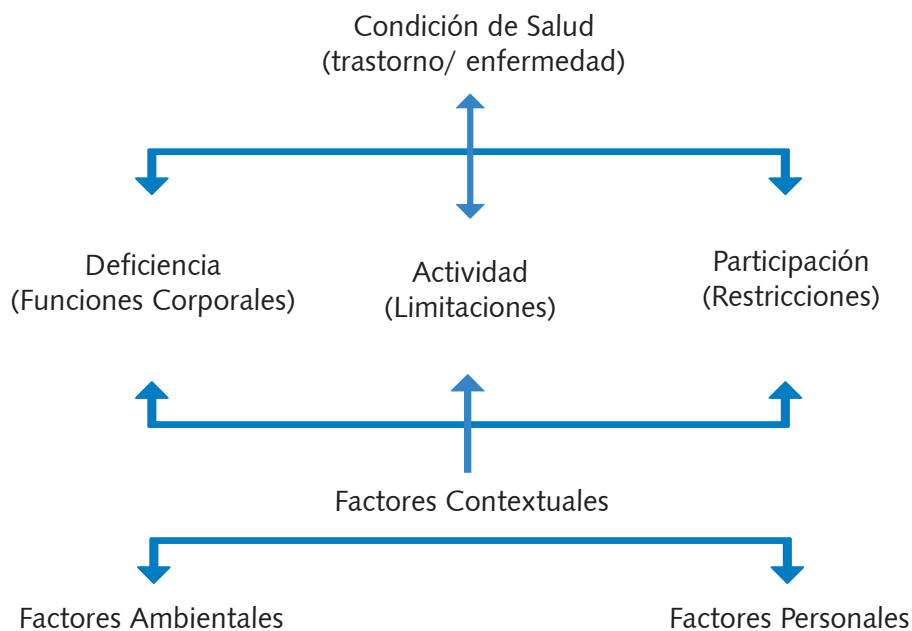 Condición de Salud
(trastorno/ enfermedad)
Deficiencia
(Funciones Corporales)
Actividad
(Limitaciones)
Participación
(Restricciones)
Factores Contextuales
Factores Ambientales
Factores Personales